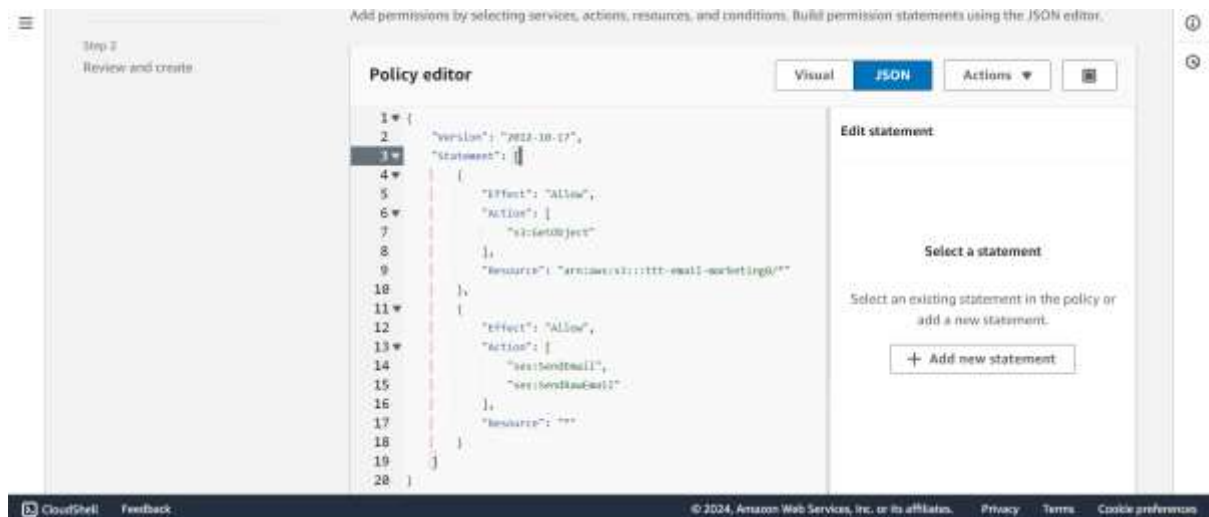 Add permissions by selecting services, actions, resources, and conditions. Build permission statements using the JSON editor.
Step 2
Review and create
Policy editor
Visual JSON Actions
1 {
2 "Version": "2012-10-17",
3 "Statement": [
4 {
5 "Effect": "Allow",
6 "Action": [
7 "s3:GetObject"
8 ],
9 "Resource": "arn:aws:s3:::ttt-email-marketing0/*"
10 },
11 {
12 "Effect": "Allow",
13 "Action": [
14 "ses:SendEmail",
15 "ses:SendRawEmail"
16 ],
17 "Resource": "*"
18 }
19 ]
20 }
Edit statement
Select a statement
Select an existing statement in the policy or
add a new statement.
+ Add new statement
CloudShell Feedback © 2024, Amazon Web Services, Inc. or its affiliates. Privacy Terms Cookie preferences